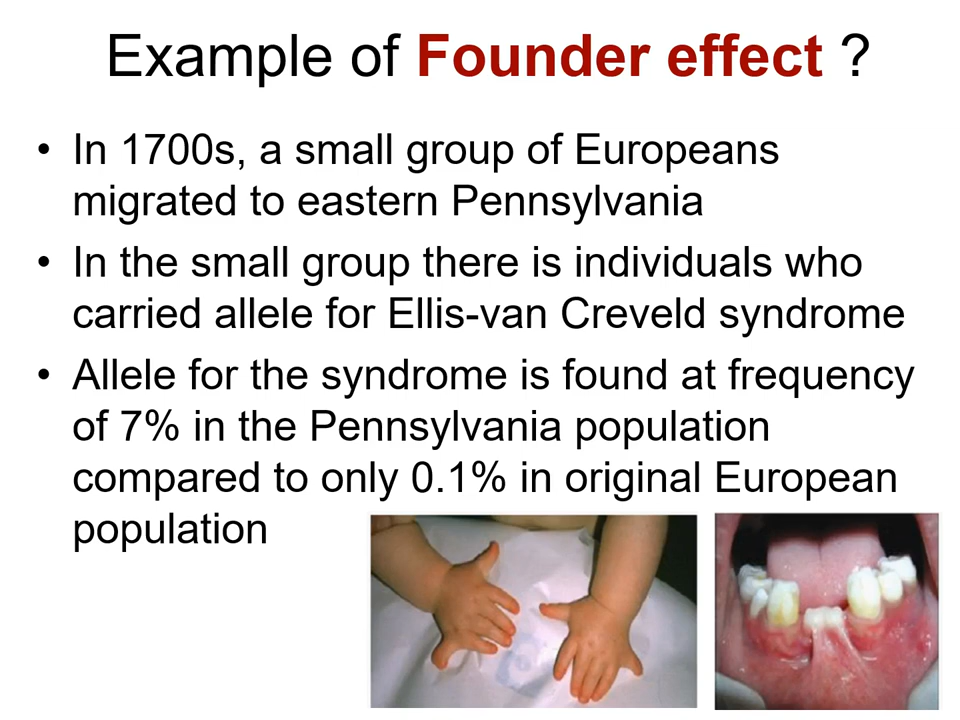 Example of Founder effect ?
• In 1700s, a small group of Europeans
migrated to eastern Pennsylvania
• In the small group there is individuals who
carried allele for Ellis-van Creveld syndrome
• Allele for the syndrome is found at frequency
of 7% in the Pennsylvania population
compared to only 0.1% in original European
population